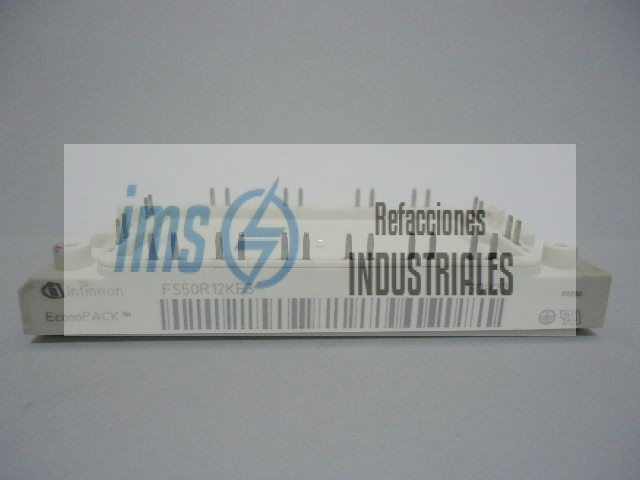 ims
Refacciones
INDUSTRIALES
infineon
FS50R12KE3
EconoPACK™